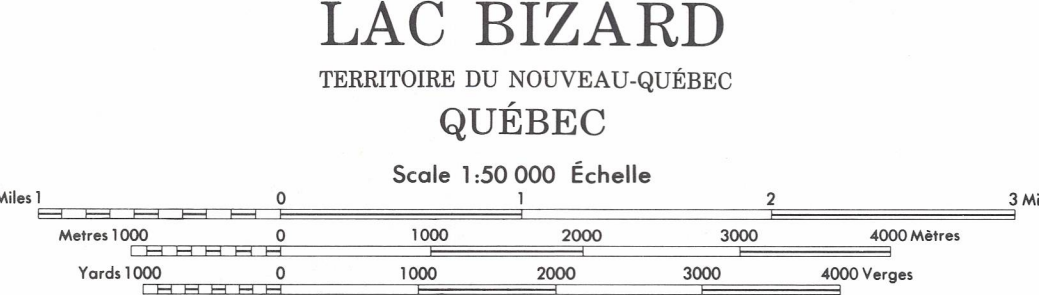 LAC BIZARD
TERRITOIRE DU NOUVEAU-QUÉBEC
QUÉBEC
Scale 1:50 000 Échelle
Miles 1 0 1 2 3 Mi
Metres 1000 0 1000 2000 3000 4000 Mètres
Yards 1000 0 1000 2000 3000 4000 Verges